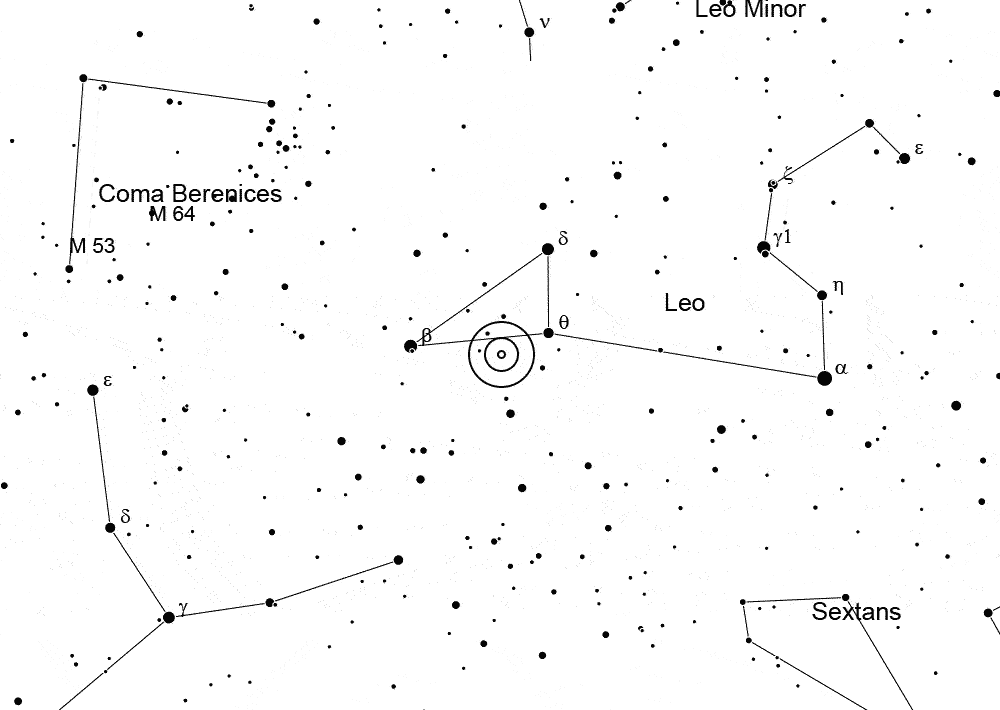 Leo Minor
ν
ε
ζ
Coma Berenices
M 64
γ1
δ
M 53
η
Leo
θ
β
α
ε
δ
γ
Sextans